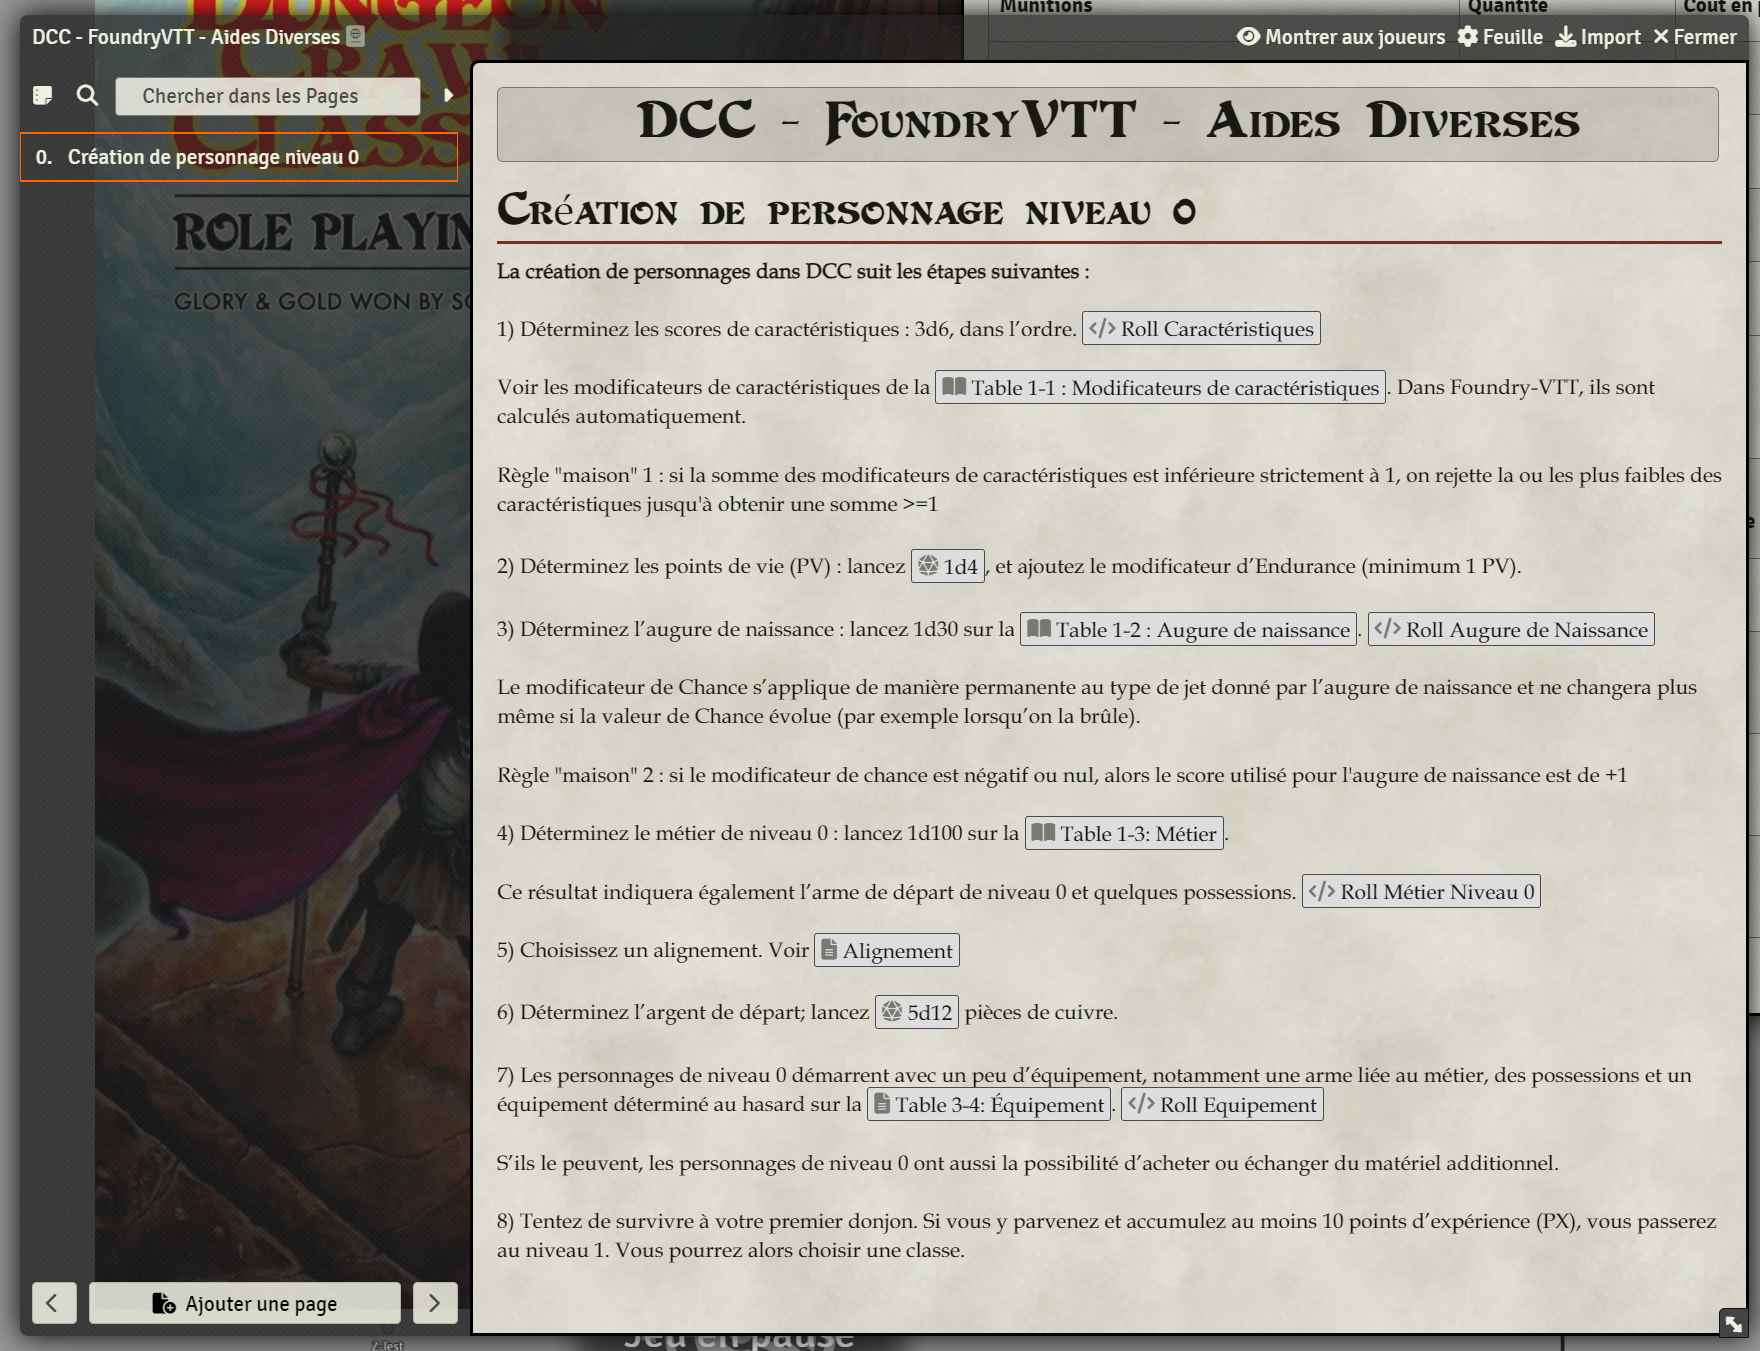 Munitions
Quantité
DCC - FoundryVTT - Aides Diverses
Montrer aux joueurs
Feuille
Import
Fermer
Chercher dans les Pages
0. Création de personnage niveau 0
DUNGEON
CRAWL
CLASS
ROLE PLAYIN
GLORY & GOLD WON BY SO
DCC - FoundryVTT - Aides Diverses
Création de personnage niveau 0
La création de personnages dans DCC suit les étapes suivantes :
1) Déterminez les scores de caractéristiques : 3d6, dans l’ordre. </> Roll Caractéristiques
Voir les modificateurs de caractéristiques de la Table 1-1 : Modificateurs de caractéristiques. Dans Foundry-VTT, ils sont
calculés automatiquement.
Règle "maison" 1 : si la somme des modificateurs de caractéristiques est inférieure strictement à 1, on rejette la ou les plus faibles des
caractéristiques jusqu'à obtenir une somme >=1
2) Déterminez les points de vie (PV) : lancez 1d4, et ajoutez le modificateur d’Endurance (minimum 1 PV).
3) Déterminez l’augure de naissance : lancez 1d30 sur la Table 1-2 : Augure de naissance. </> Roll Augure de Naissance
Le modificateur de Chance s’applique de manière permanente au type de jet donné par l’augure de naissance et ne changera plus
même si la valeur de Chance évolue (par exemple lorsqu’on la brûle).
Règle "maison" 2 : si le modificateur de chance est négatif ou nul, alors le score utilisé pour l'augure de naissance est de +1
4) Déterminez le métier de niveau 0 : lancez 1d100 sur la Table 1-3: Métier.
Ce résultat indiquera également l’arme de départ de niveau 0 et quelques possessions. </> Roll Métier Niveau 0
5) Choisissez un alignement. Voir Alignement
6) Déterminez l’argent de départ; lancez 5d12 pièces de cuivre.
7) Les personnages de niveau 0 démarrent avec un peu d’équipement, notamment une arme liée au métier, des possessions et un
équipement déterminé au hasard sur la Table 3-4: Équipement. </> Roll Equipement
S’ils le peuvent, les personnages de niveau 0 ont aussi la possibilité d’acheter ou échanger du matériel additionnel.
8) Tentez de survivre à votre premier donjon. Si vous y parvenez et accumulez au moins 10 points d’expérience (PX), vous passerez
au niveau 1. Vous pourrez alors choisir une classe.
Ajouter une page
Jeu en pause